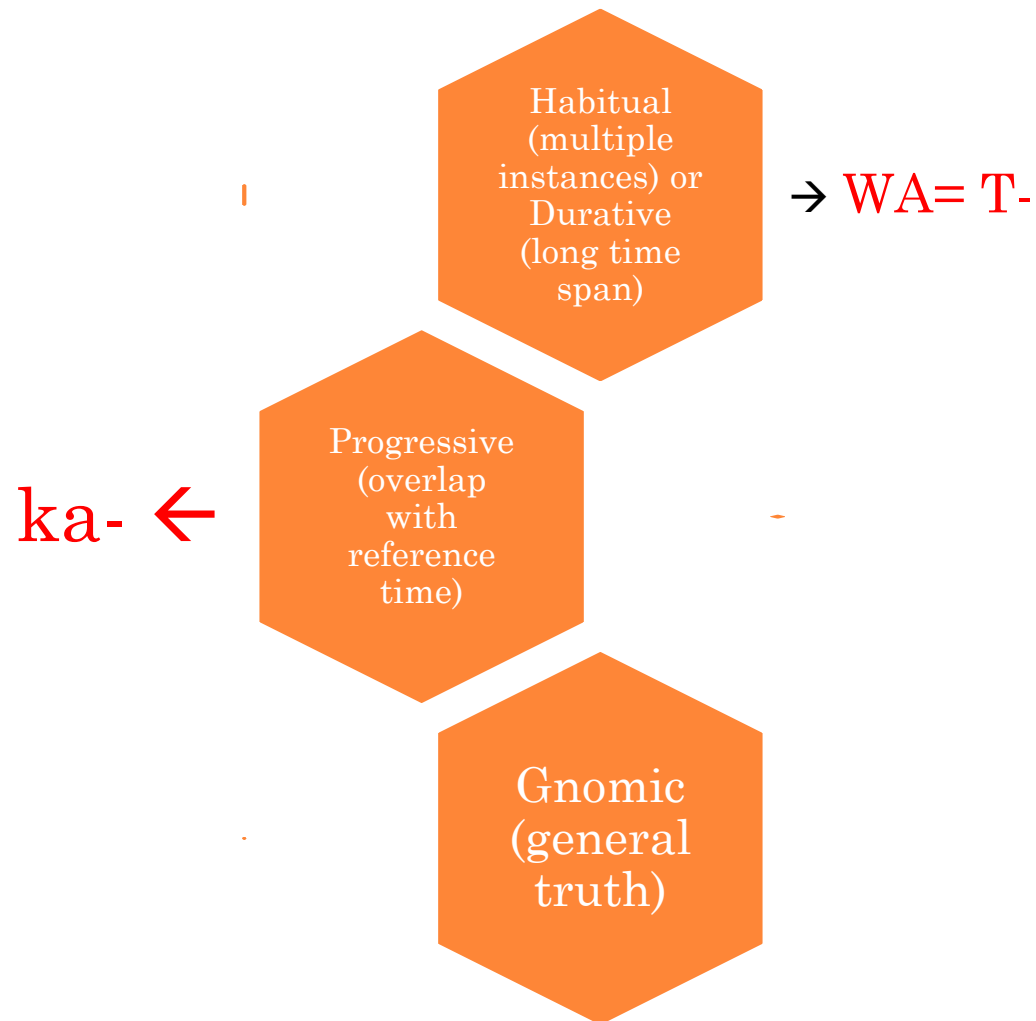 Habitual
(multiple
instances) or
Durative
(long time
span)
→ WA= T-
Progressive
(overlap
with
reference
time)
ka- ←
Gnomic
(general
truth)